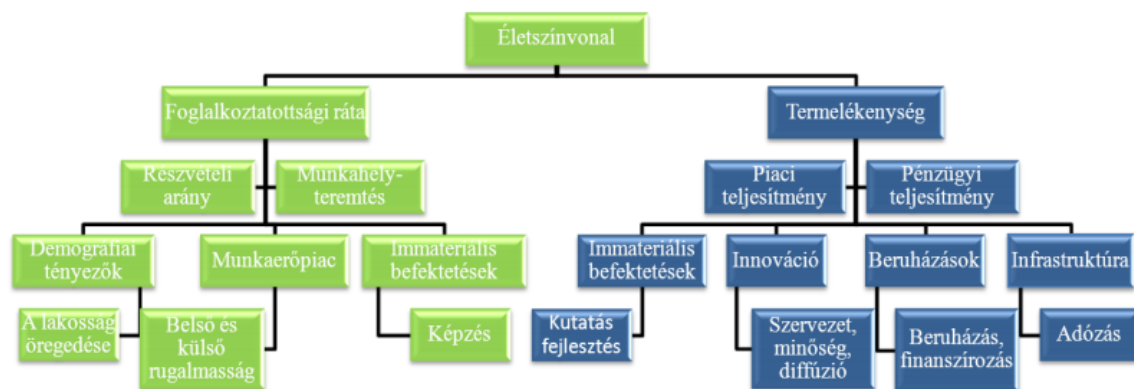 Életszínvonal
Foglalkoztatottsági ráta
Termelékenység
Részvételi
arány
Munkahely-
teremtés
Piaci
teljesítmény
Pénzügyi
teljesítmény
Demográfiai
tényezők
Munkaerőpiac
Immateriális
befektetések
Immateriális
befektetések
Innováció
Beruházások
Infrastruktúra
A lakosság
öregedése
Belső és
külső
rugalmasság
Képzés
Kutatás
fejlesztés
Szervezet,
minőség,
diffúzió
Beruházás,
finanszírozás
Adózás